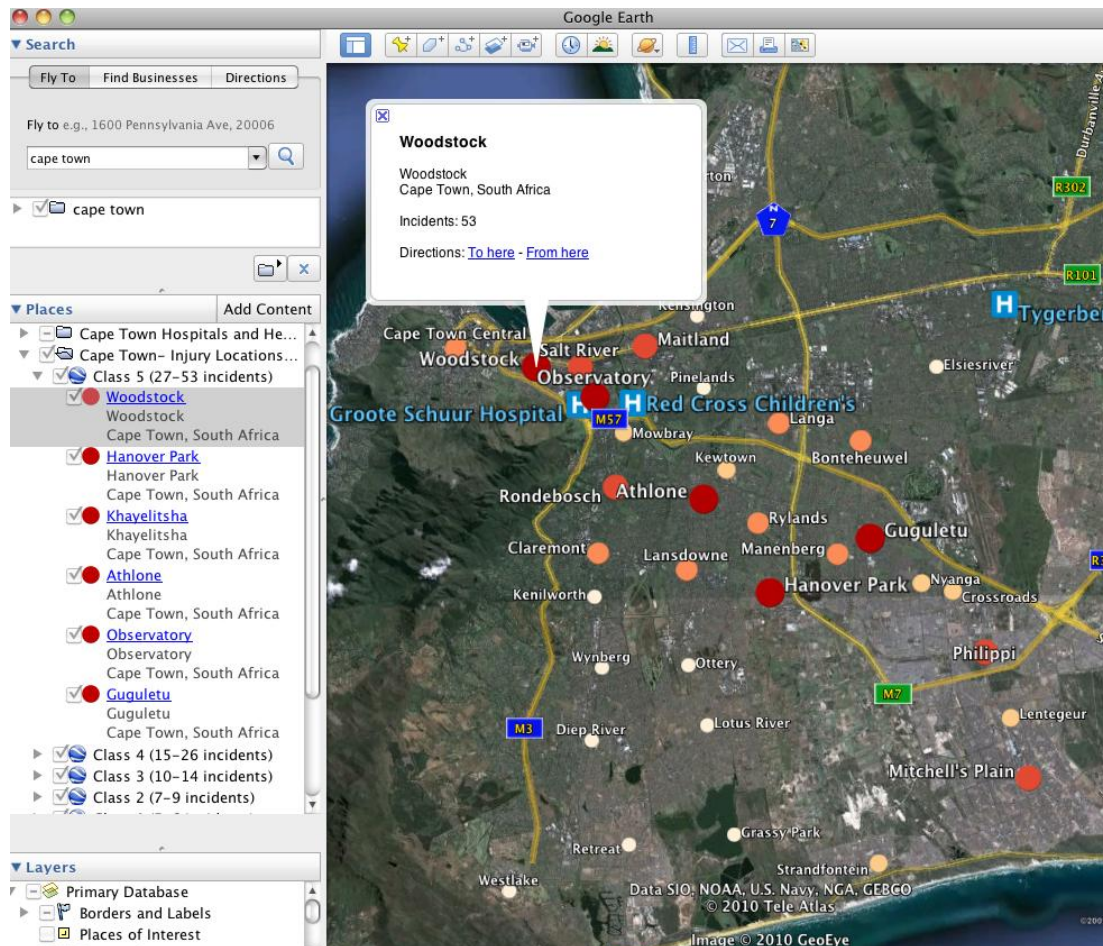 Google Earth
Search
Fly To
Find Businesses
Directions
Fly to e.g., 1600 Pennsylvania Ave, 20006
cape town
cape town
Places
Add Content
Cape Town Hospitals and He...
Cape Town- Injury Locations...
Class 5 (27-53 incidents)
Woodstock
Woodstock
Cape Town, South Africa
Hanover Park
Hanover Park
Cape Town, South Africa
Khayelitsha
Khayelitsha
Cape Town, South Africa
Athlone
Athlone
Cape Town, South Africa
Observatory
Observatory
Cape Town, South Africa
Guguletu
Guguletu
Cape Town, South Africa
Class 4 (15-26 incidents)
Class 3 (10-14 incidents)
Class 2 (7-9 incidents)
Layers
Primary Database
Borders and Labels
Places of Interest
Woodstock
Woodstock
Cape Town, South Africa
Incidents: 53
Directions: To here - From here
Durbanville A
R302
N
7
R101
H
Tygerber
Kensington
Cape Town Central
Woodstock
Salt River
Maitland
Elsiesriver
Observatory
Pinelands
Groote Schuur Hospital
H
H
Red Cross Children's
M57
Mowbray
Langa
Bonteheuwel
Kewtown
Rondebosch
Athlone
Rylands
Guguletu
Claremont
Lansdowne
Manenberg
Hanover Park
Nyanga
Crossroads
Kenilworth
Wynberg
Ottery
Philippi
M7
M3
Diep River
Lotus River
Lentegeur
Mitchell's Plain
Grassy Park
Retreat
Strandfontein
Westlake
Data SIO, NOAA, U.S. Navy, NGA, GEBCO
© 2010 Tele Atlas
Image © 2010 GeoEye